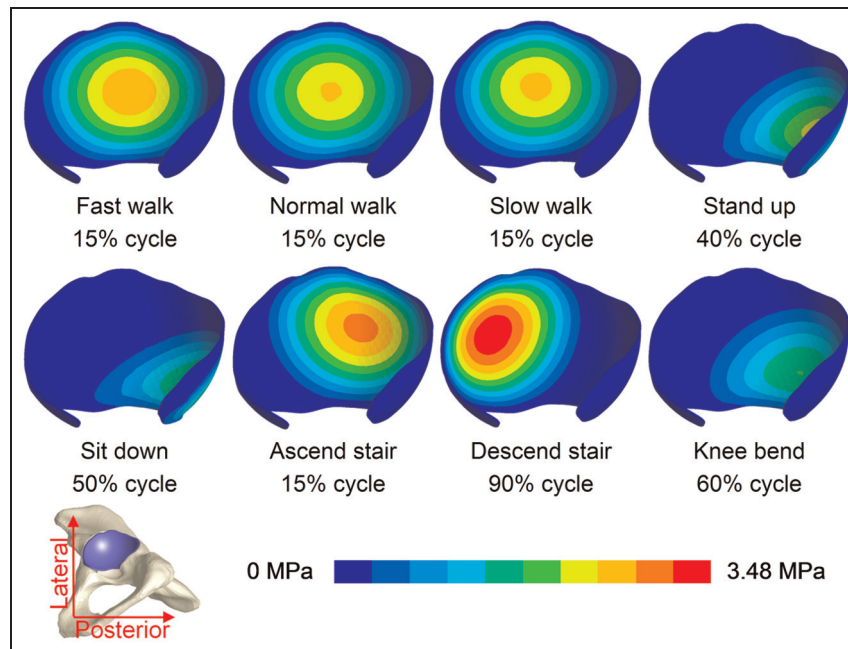 Fast walk
15% cycle
Normal walk
15% cycle
Slow walk
15% cycle
Stand up
40% cycle
Sit down
50% cycle
Ascend stair
15% cycle
Descend stair
90% cycle
Knee bend
60% cycle
Lateral
Posterior
0 MPa
3.48 MPa